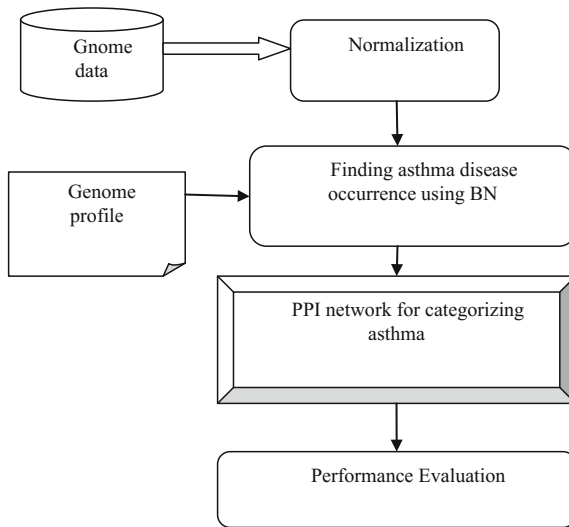 Gnome
data
Normalization
Finding asthma disease
occurrence using BN
Genome
profile
PPI network for categorizing
asthma
Performance Evaluation